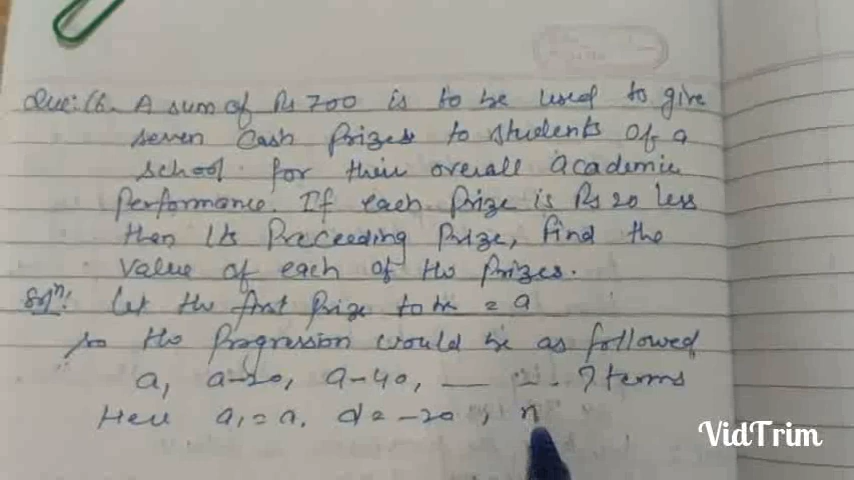 Que:16. A sum of Rs 700 is to be used to give
seven cash prizes to students of a
school for their overall academic
Performance. If each prize is Rs 20 less
then its Preceeding Prize, find the
value of each of the prizes.
Solⁿ: Let the first prize to be = a
so the Progression would be as followed
a, a-20, a-40, — - - 7 terms
Here a₁ = a, d = -20, n
VidTrim